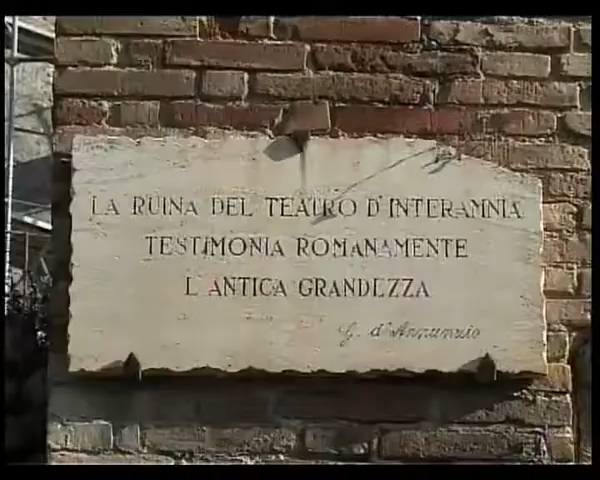 LA RUINA DEL TEATRO D'INTERAMNIA
TESTIMONIA ROMANAMENTE
L'ANTICA GRANDEZZA
G. d'Annunzio